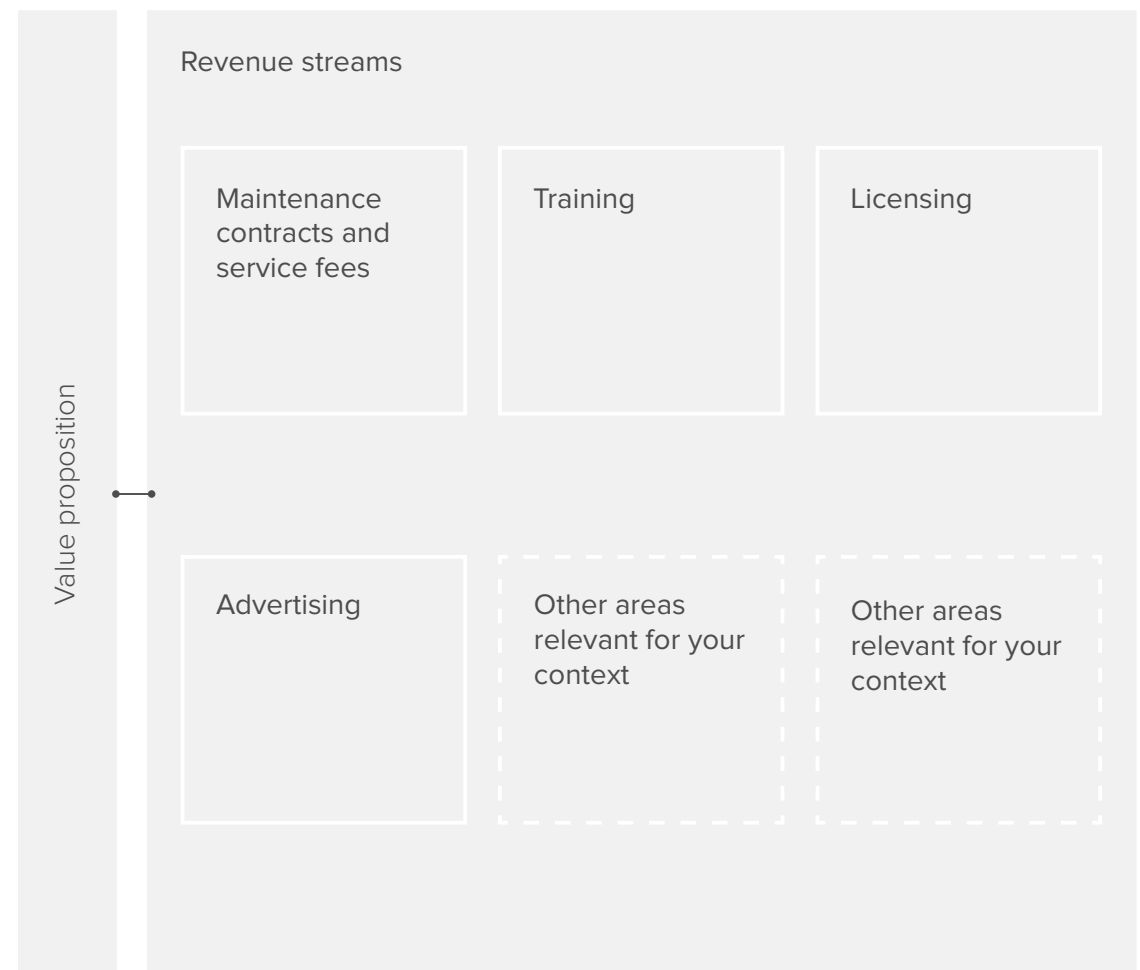 Value proposition
Revenue streams
Maintenance
contracts and
service fees
Training
Licensing
Advertising
Other areas
relevant for your
context
Other areas
relevant for your
context